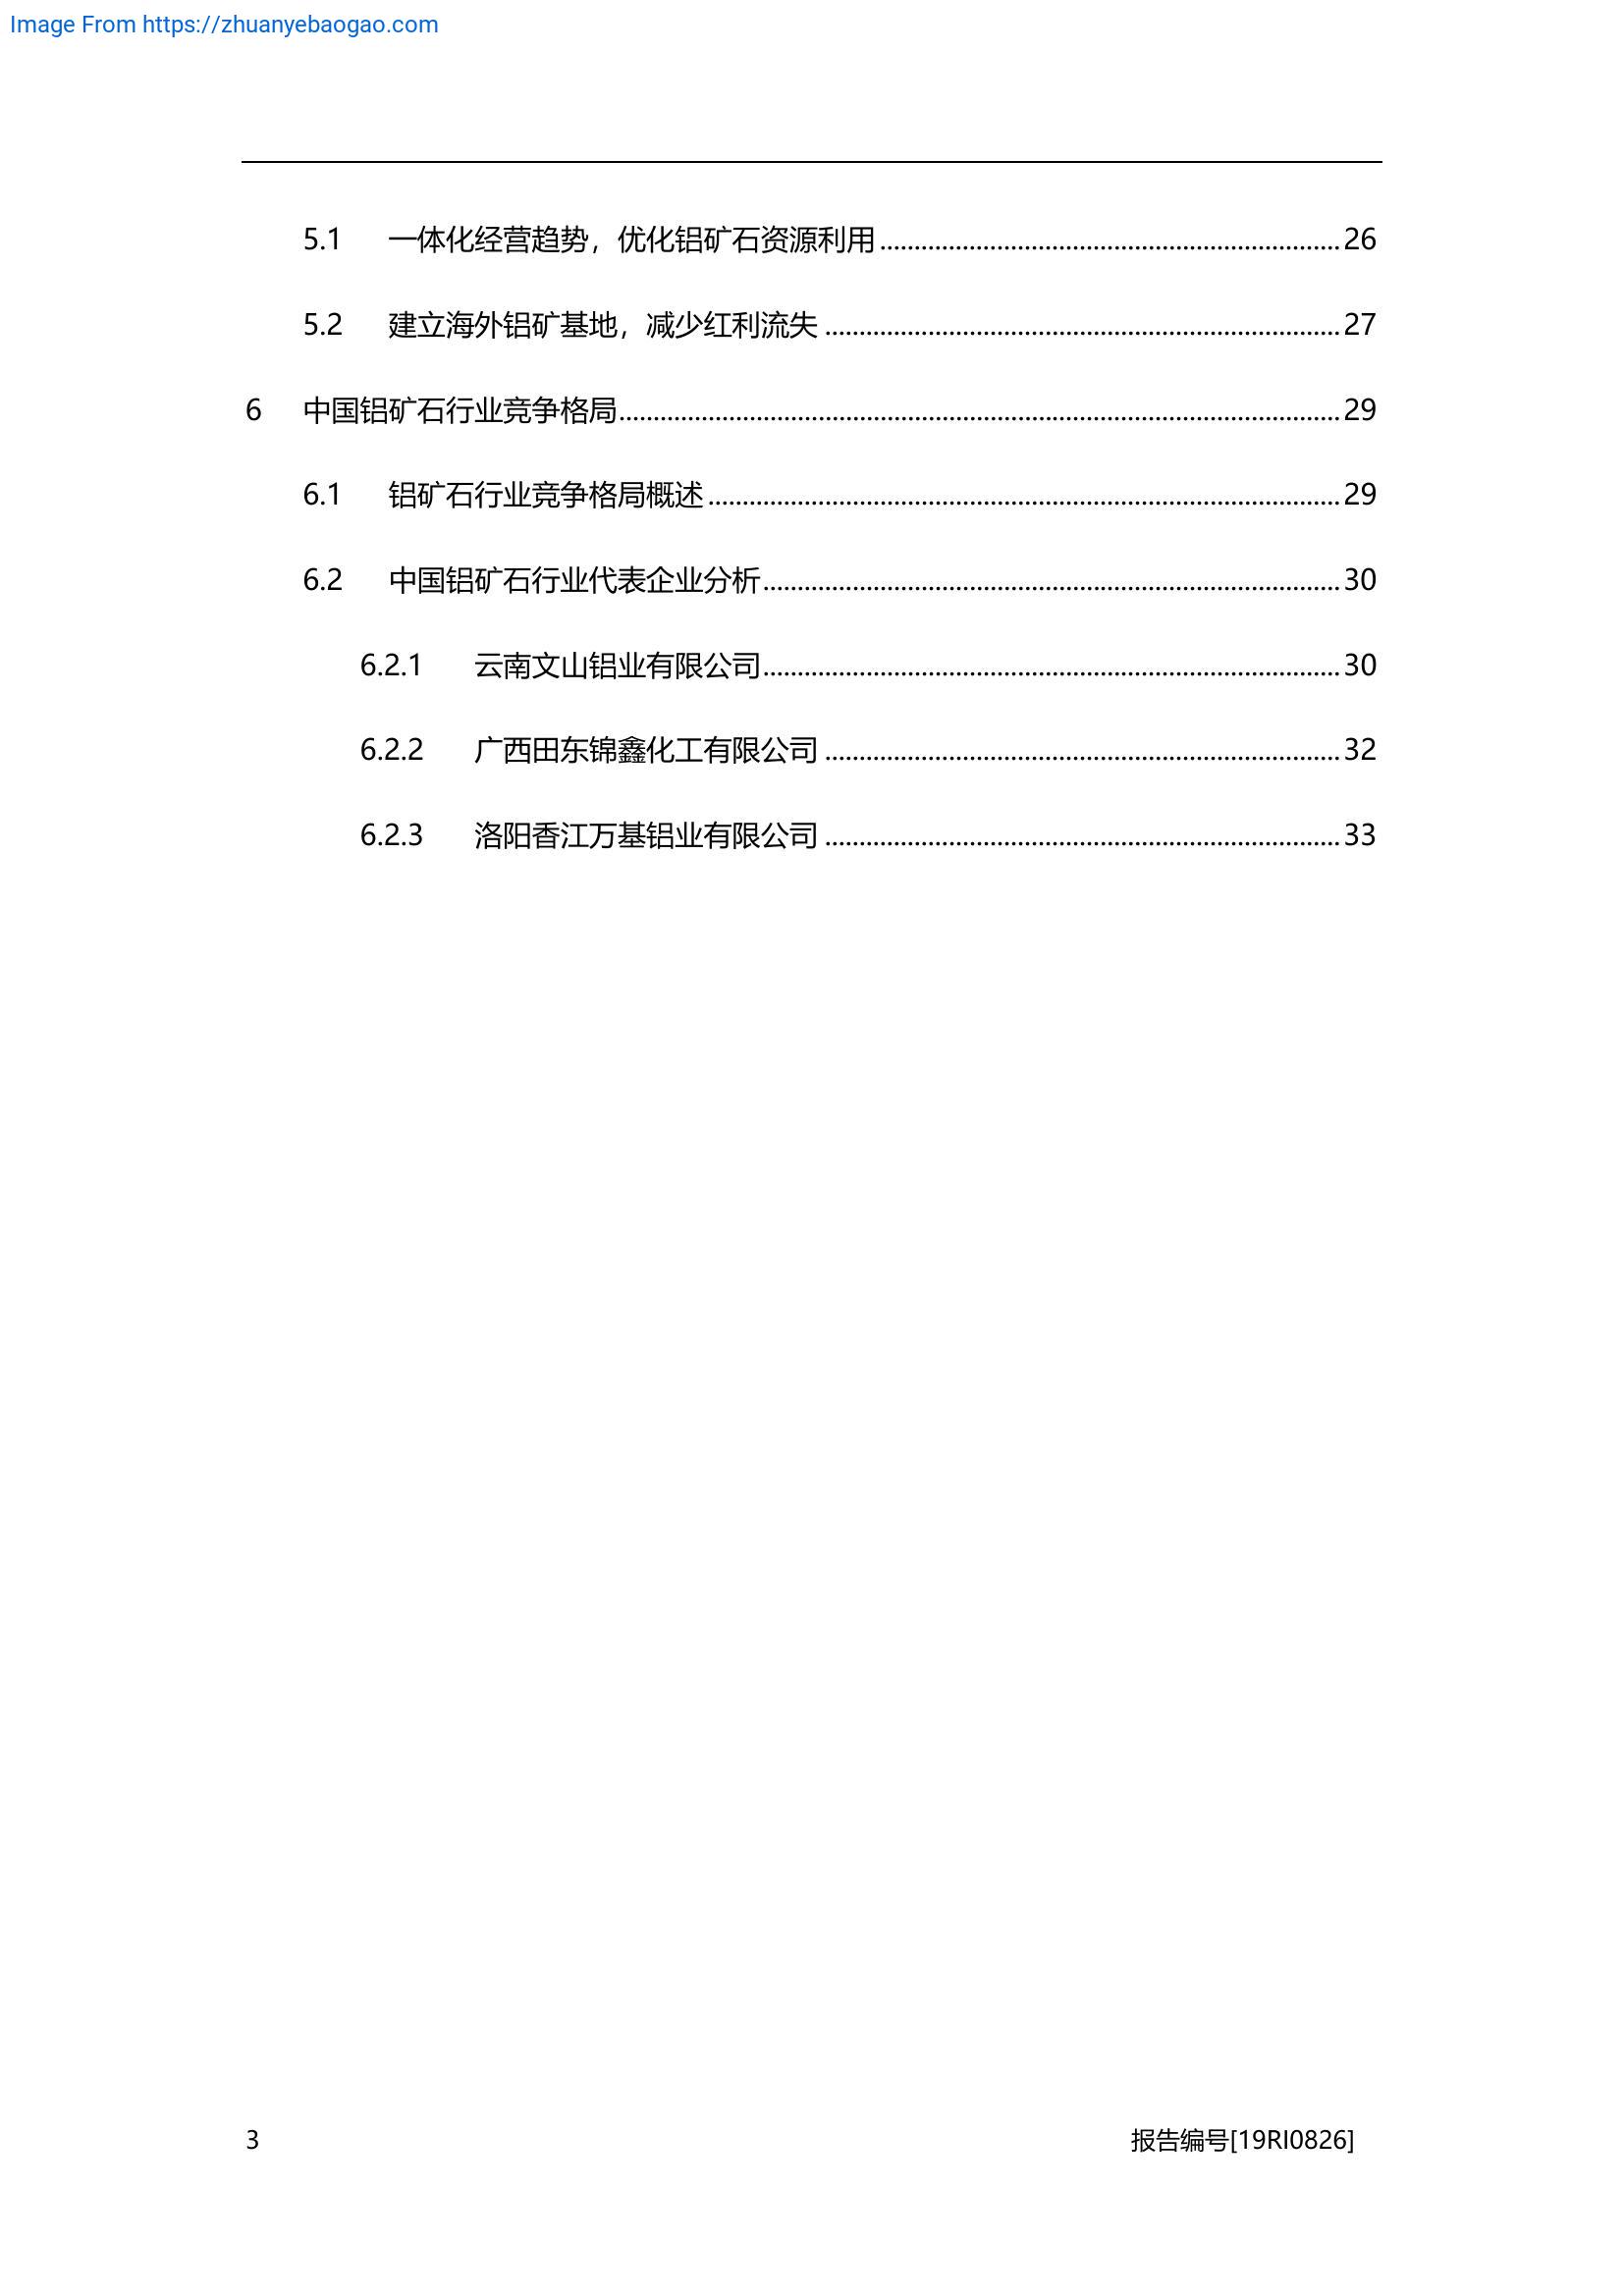 Image From https://zhuanyebaogao.com
5.1 一体化经营趋势，优化铝矿石资源利用 26
5.2 建立海外铝矿基地，减少红利流失 27
6 中国铝矿石行业竞争格局 29
6.1 铝矿石行业竞争格局概述 29
6.2 中国铝矿石行业代表企业分析 30
6.2.1 云南文山铝业有限公司 30
6.2.2 广西田东锦鑫化工有限公司 32
6.2.3 洛阳香江万基铝业有限公司 33
3 报告编号[19RI0826]